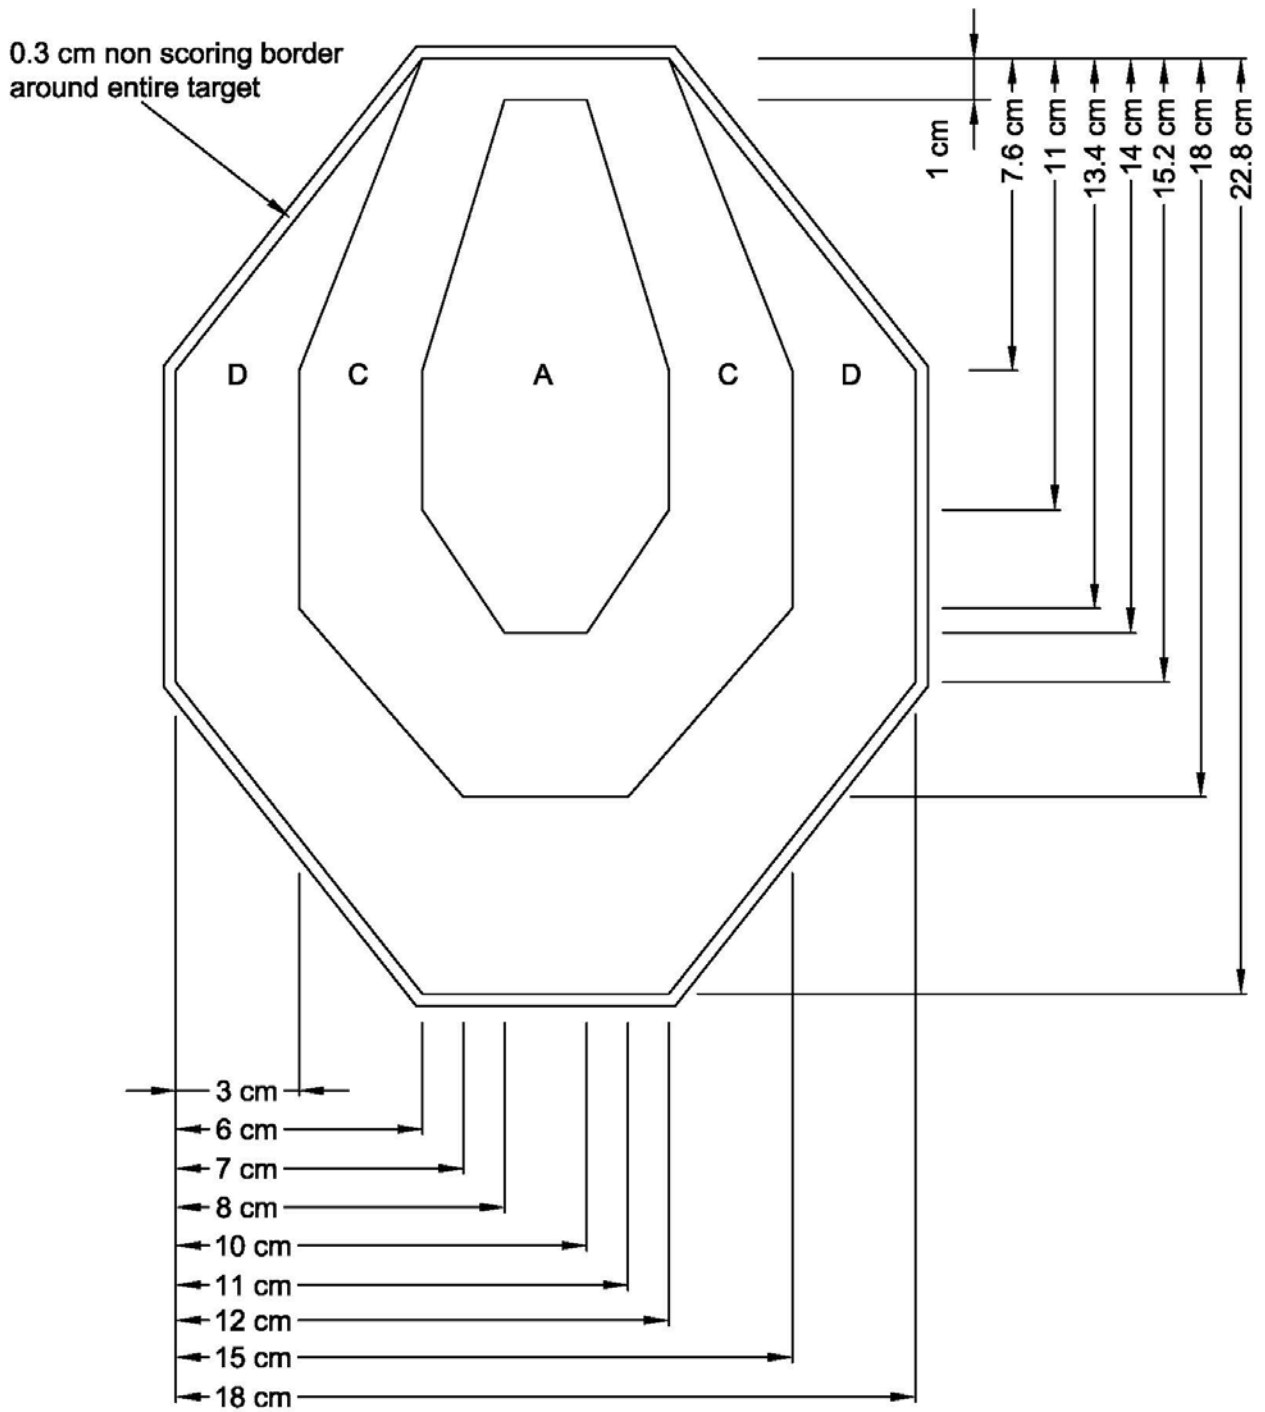 0.3 cm non scoring border
around entire target
1 cm
7.6 cm
11 cm
13.4 cm
14 cm
15.2 cm
18 cm
22.8 cm
D
C
A
C
D
3 cm
6 cm
7 cm
8 cm
10 cm
11 cm
12 cm
15 cm
18 cm